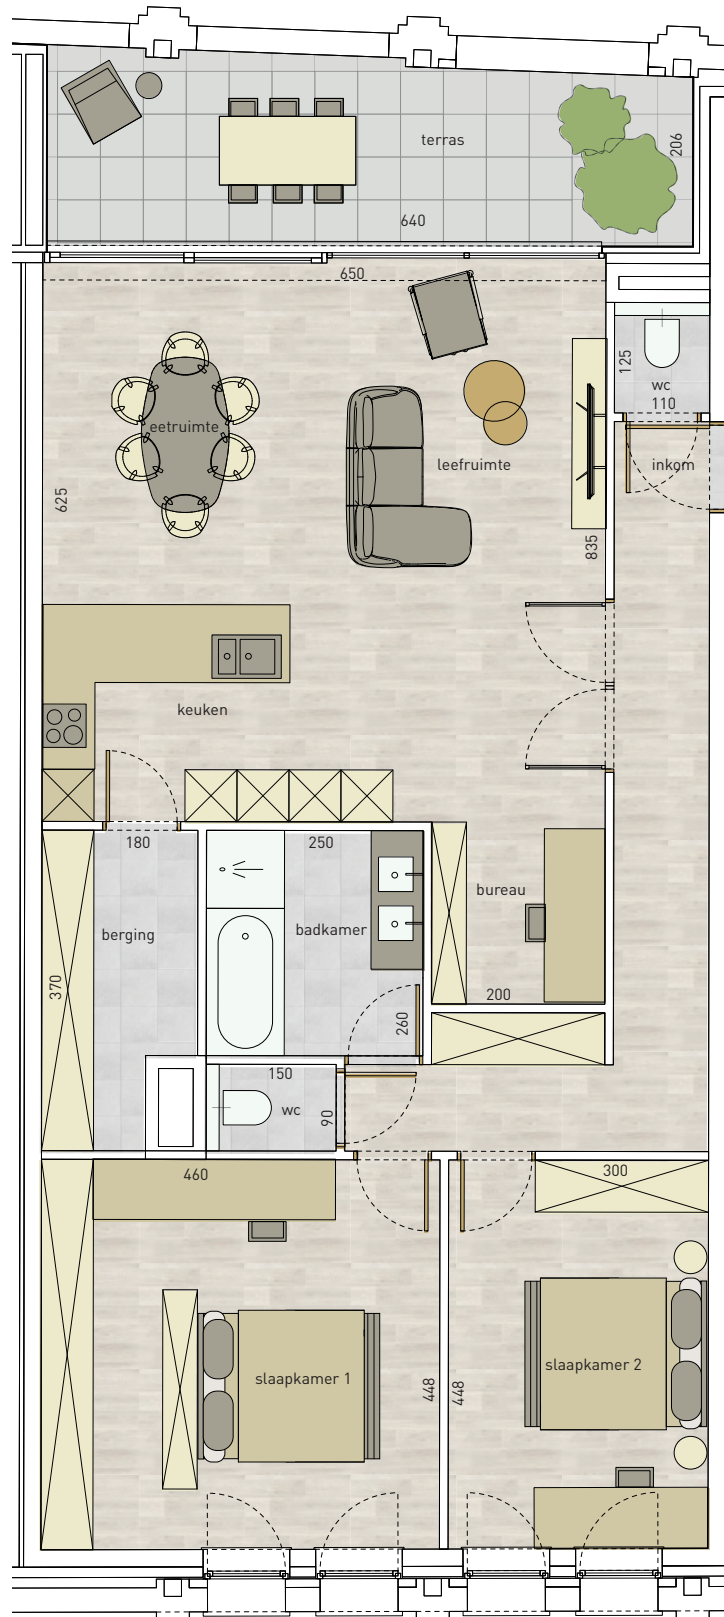 terras
206
640
650
125
wc
110
eetruimte
leefruimte
inkom
625
835
keuken
180
250
bureau
berging
badkamer
370
200
260
150
wc
90
460
300
slaapkamer 1
slaapkamer 2
448
448